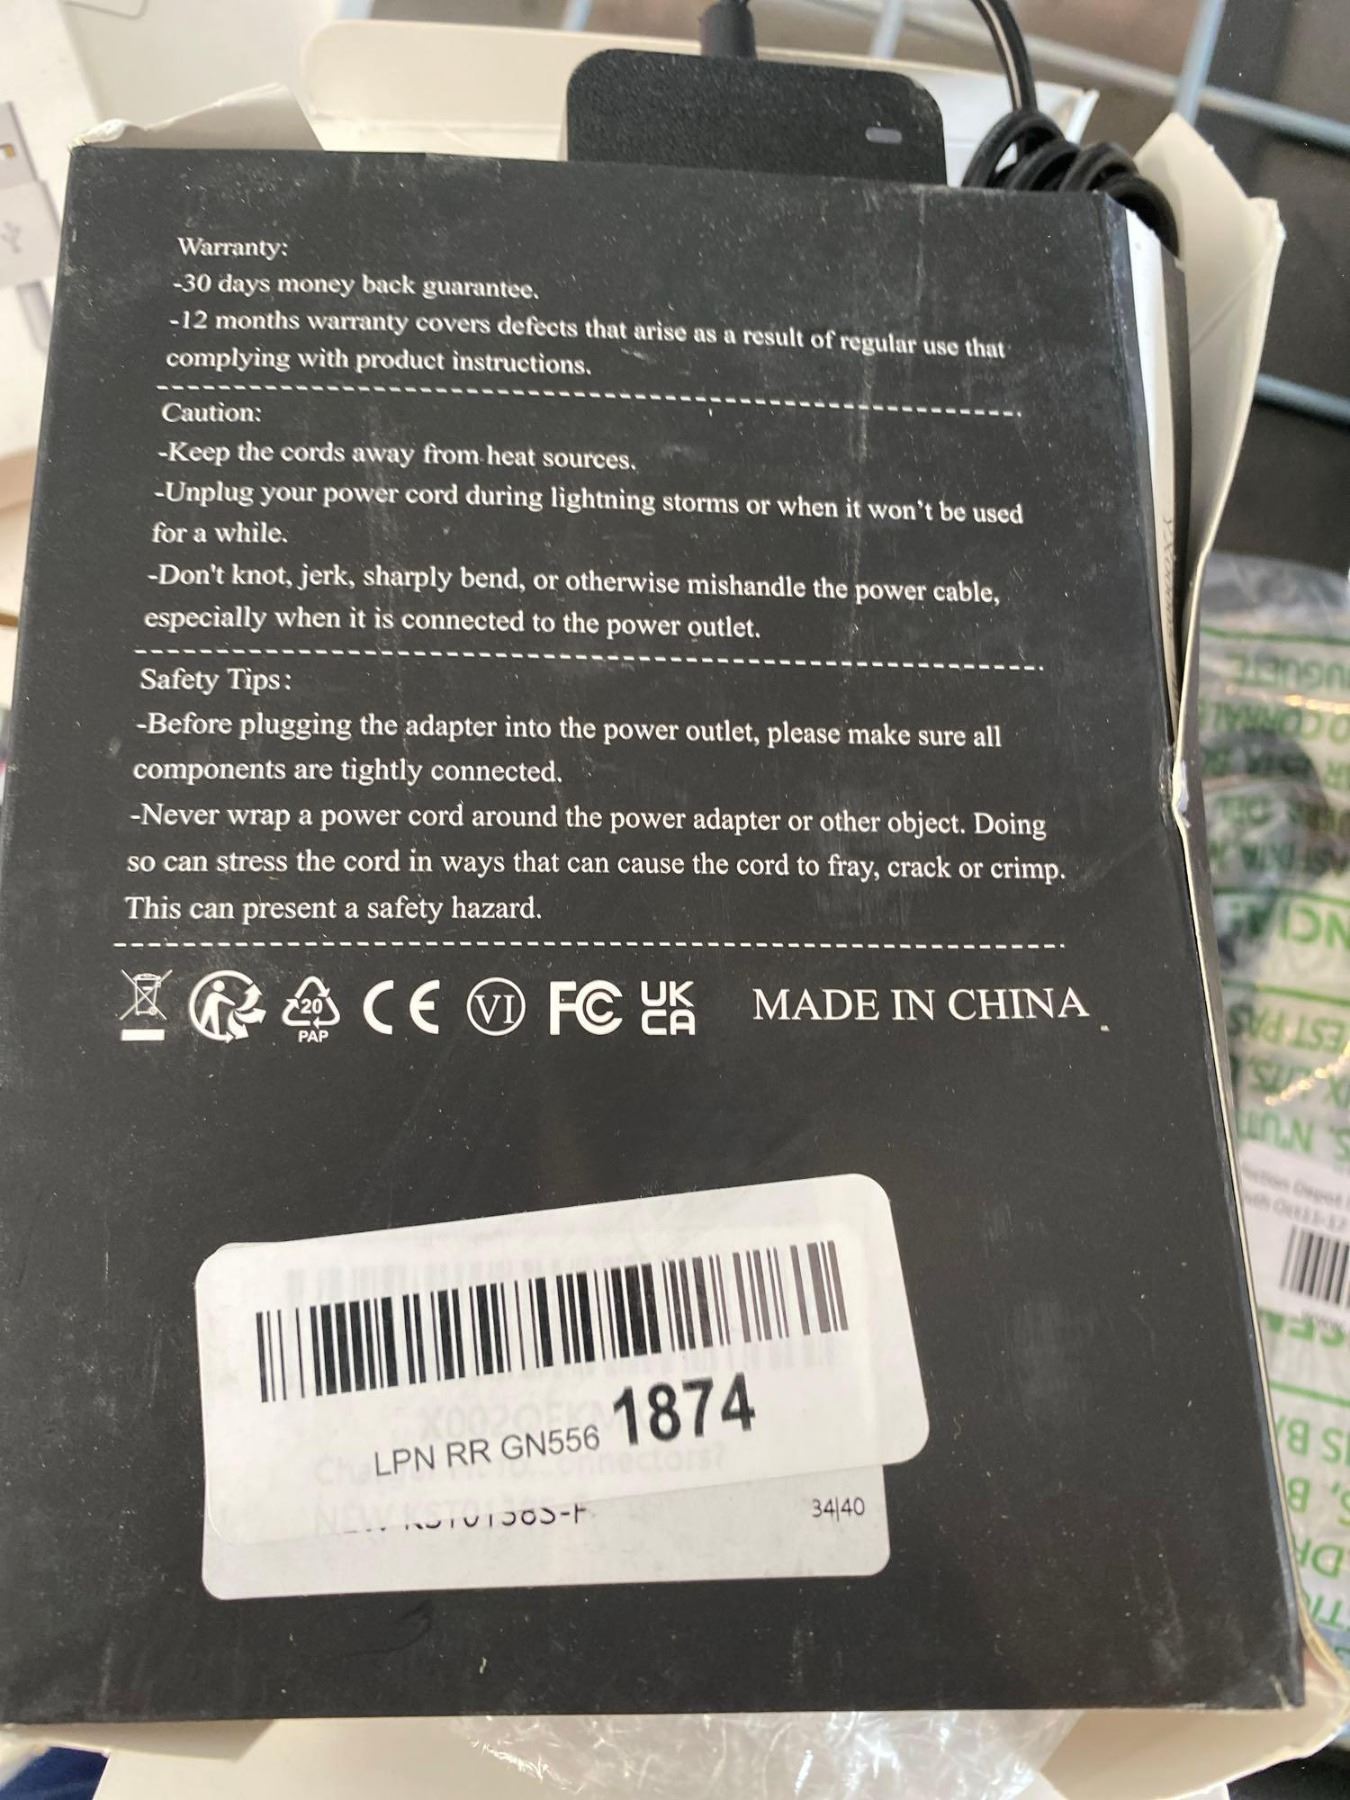 Warranty:
-30 days money back guarantee.
-12 months warranty covers defects that arise as a result of regular use that
complying with product instructions.
Caution:
-Keep the cords away from heat sources.
-Unplug your power cord during lightning storms or when it won't be used
for a while.
-Don't knot, jerk, sharply bend, or otherwise mishandle the power cable,
especially when it is connected to the power outlet.
Safety Tips:
-Before plugging the adapter into the power outlet, please make sure all
components are tightly connected.
-Never wrap a power cord around the power adapter or other object. Doing
so can stress the cord in ways that can cause the cord to fray, crack or crimp.
This can present a safety hazard.
20 PAP CE VI FC UK CA MADE IN CHINA
LPN RR GN556 1874
34|40